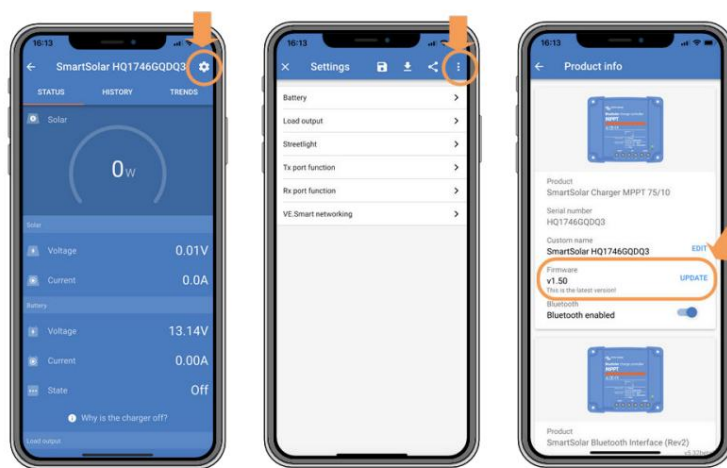 16:13
SmartSolar HQ1746GQDQ3
STATUS HISTORY TRENDS
Solar
0W
Solar
Voltage 0.01V
Current 0.0A
Battery
Voltage 13.14V
Current 0.00A
State Off
Why is the charger off?
Load output
16:13
Settings
Battery
Load output
Streetlight
Tx port function
Rx port function
VE.Smart networking
16:13
Product info
MPPT
Product
SmartSolar Charger MPPT 75/10
Serial number
HQ1746GQDQ3
Custom name
SmartSolar HQ1746GQDQ3 EDIT
Firmware
v1.50 UPDATE
This is the latest version!
Bluetooth
Bluetooth enabled
MPPT
Product
SmartSolar Bluetooth Interface (Rev2)